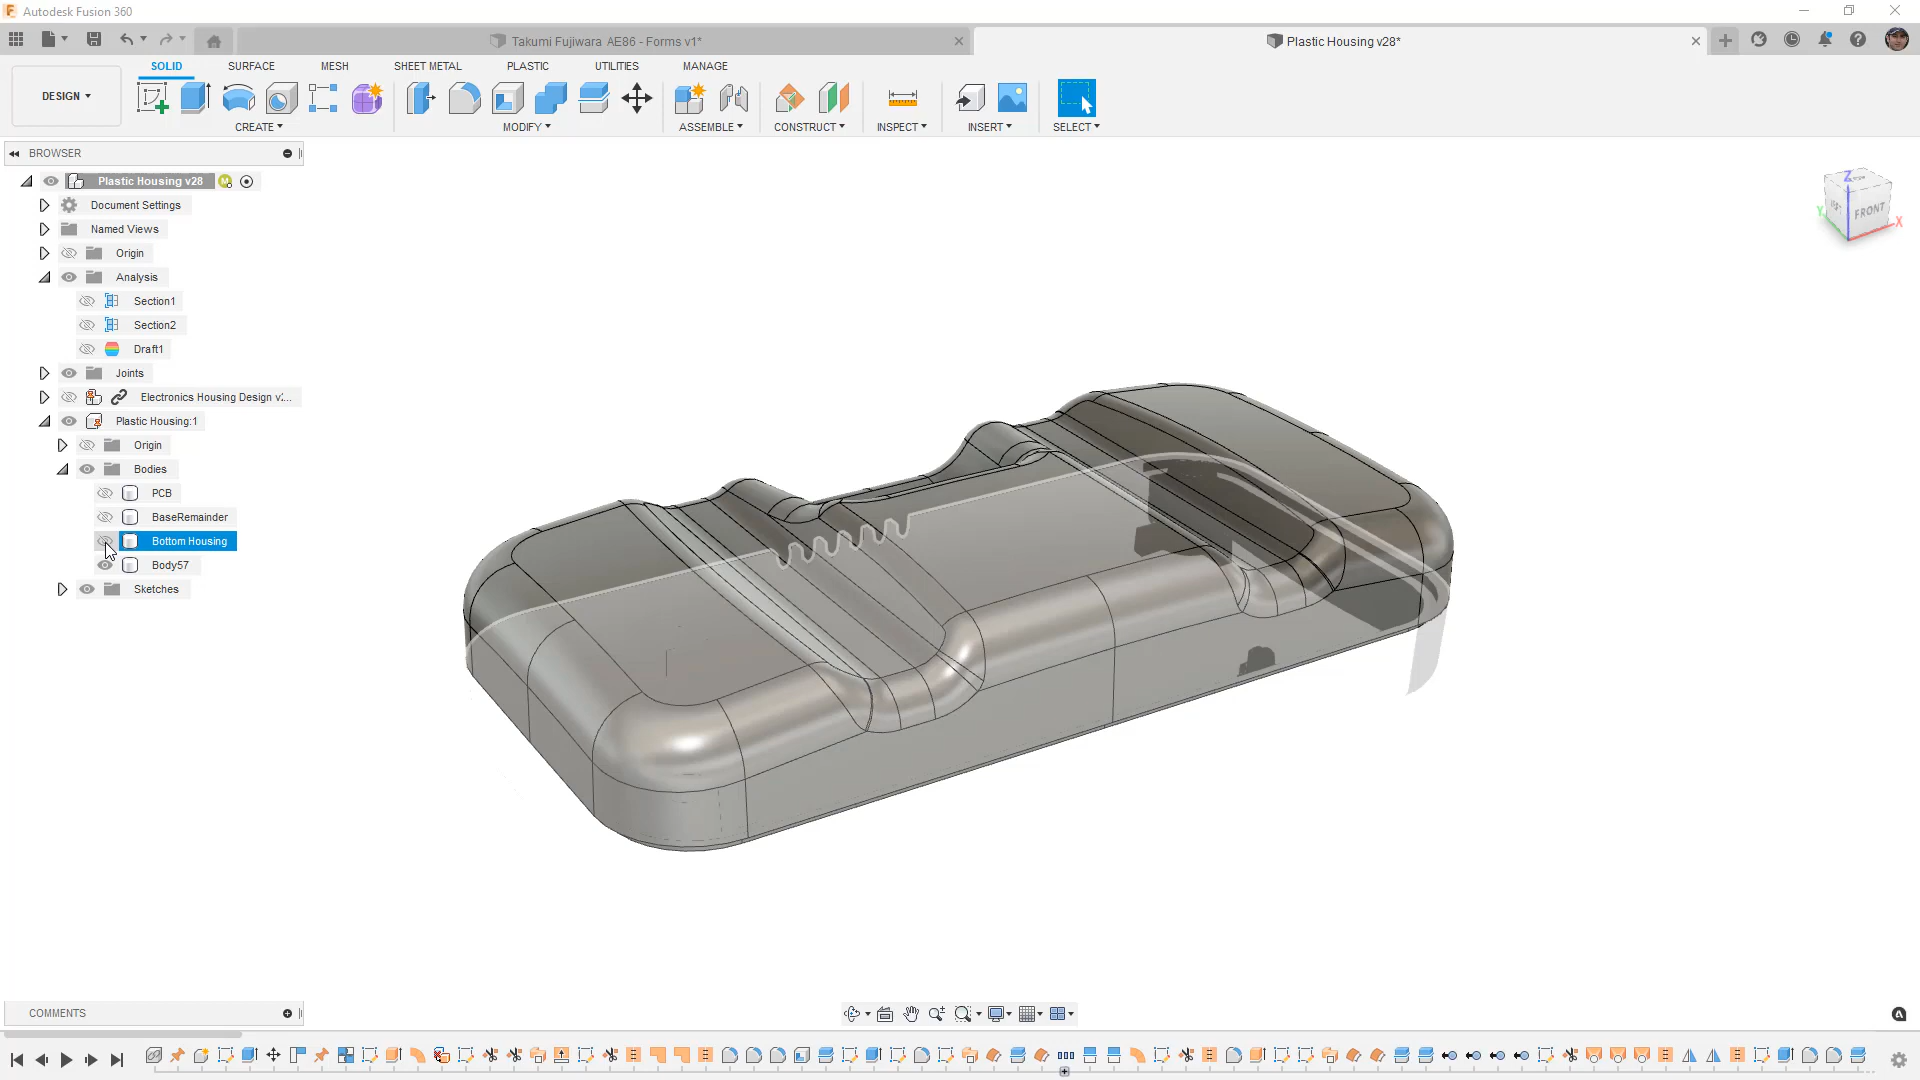 Autodesk Fusion 360
Takumi Fujiwara AE86 - Forms v1*
Plastic Housing v28*
SOLID
SURFACE
MESH
SHEET METAL
PLASTIC
UTILITIES
MANAGE
DESIGN
CREATE
MODIFY
ASSEMBLE
CONSTRUCT
INSPECT
INSERT
SELECT
BROWSER
Plastic Housing v28
Document Settings
Named Views
Origin
Analysis
Section1
Section2
Draft1
Joints
Electronics Housing Design v:...
Plastic Housing:1
Origin
Bodies
PCB
BaseRemainder
Bottom Housing
Body57
Sketches
Z
TOP
LEFT
FRONT
Y
X
COMMENTS